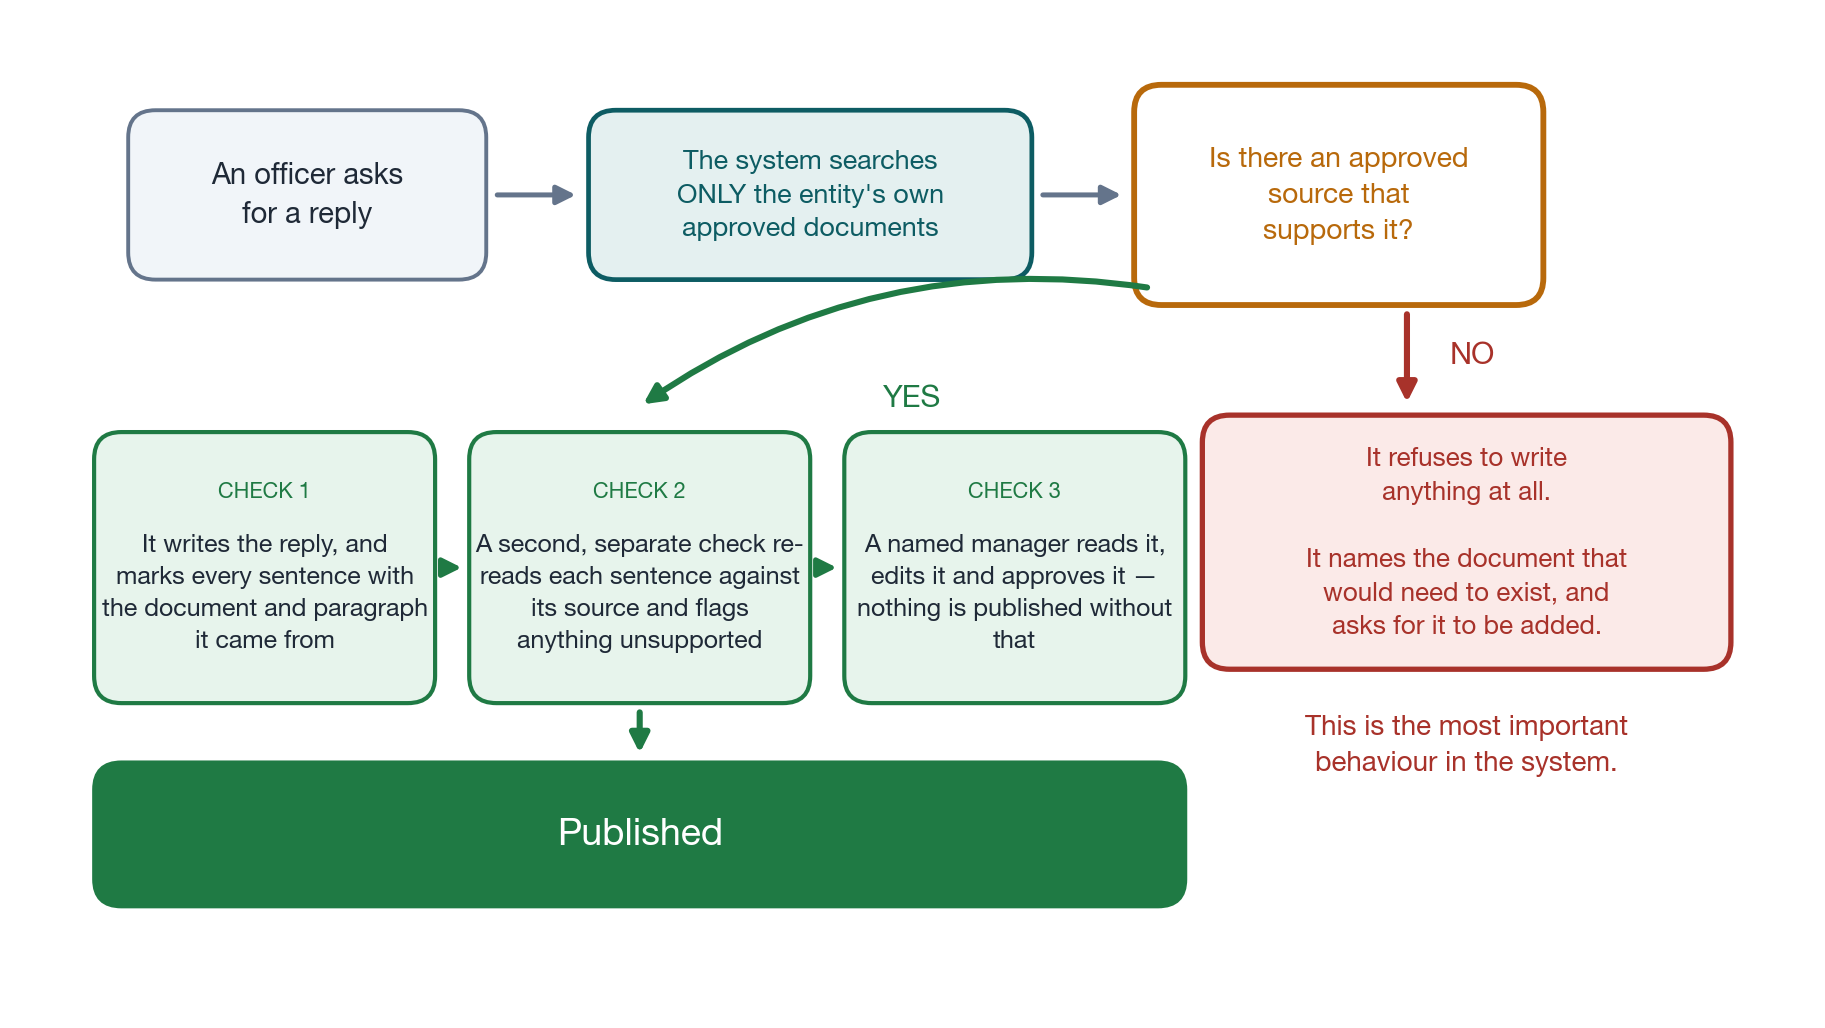 An officer asks
for a reply
The system searches
ONLY the entity's own
approved documents
Is there an approved
source that
supports it?
NO
YES
CHECK 1
It writes the reply, and
marks every sentence with
the document and paragraph
it came from
CHECK 2
A second, separate check re-
reads each sentence against
its source and flags
anything unsupported
CHECK 3
A named manager reads it,
edits it and approves it —
nothing is published without
that
It refuses to write
anything at all.
It names the document that
would need to exist, and
asks for it to be added.
This is the most important
behaviour in the system.
Published